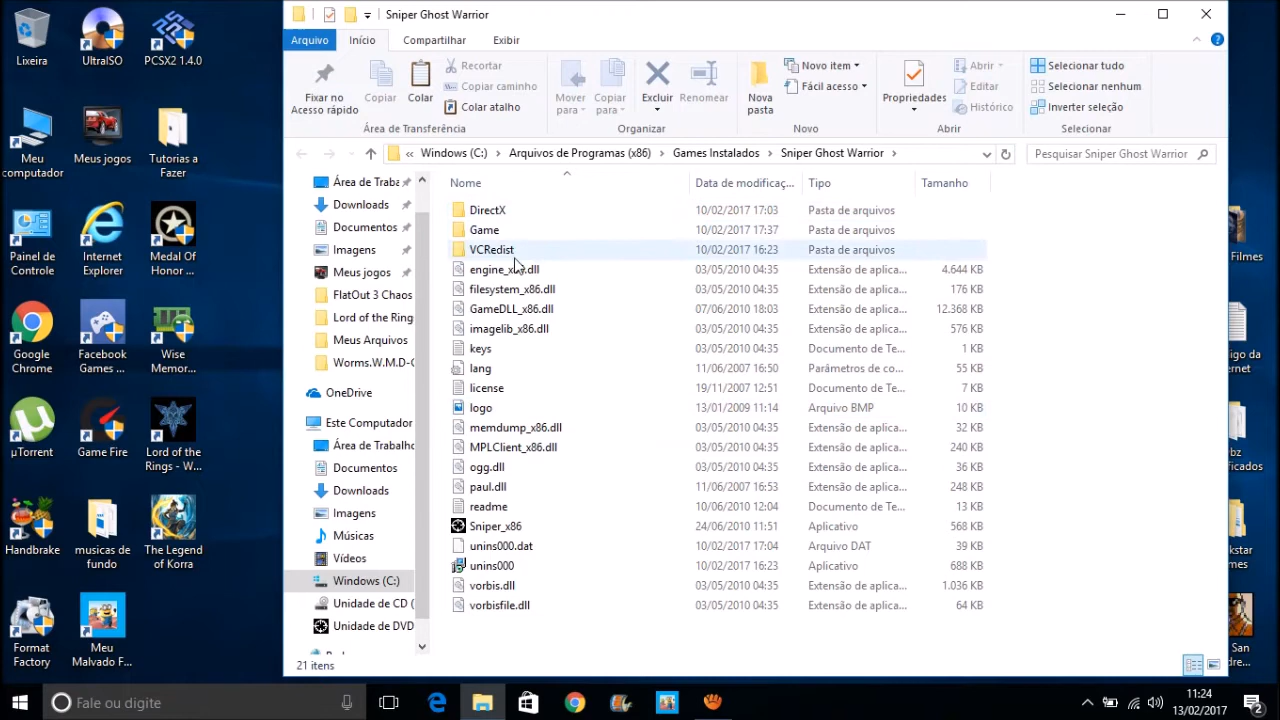 Lixeira
UltraISO
PCSX2 1.4.0
Meu computador
Meus jogos
Tutorias a Fazer
Painel de Controle
Internet Explorer
Medal Of Honor ...
Google Chrome
Facebook Games ...
Wise Memor...
µTorrent
Game Fire
Lord of the Rings - W...
Handbrake
musicas de fundo
The Legend of Korra
Format Factory
Meu Malvado F...
Sniper Ghost Warrior
Arquivo
Início
Compartilhar
Exibir
Fixar no Acesso rápido
Copiar
Colar
Recortar
Copiar caminho
Colar atalho
Área de Transferência
Mover para
Copiar para
Excluir
Renomear
Organizar
Nova pasta
Novo item
Fácil acesso
Novo
Propriedades
Abrir
Editar
Histórico
Abrir
Selecionar tudo
Selecionar nenhum
Inverter seleção
Selecionar
« Windows (C:) > Arquivos de Programas (x86) > Games Instalados > Sniper Ghost Warrior >
Pesquisar Sniper Ghost Warrior
Área de Traba
Downloads
Documentos
Imagens
Meus jogos
FlatOut 3 Chaos
Lord of the Ring
Meus Arquivos
Worms.W.M.D-C
OneDrive
Este Computador
Área de Trabalho
Documentos
Downloads
Imagens
Músicas
Vídeos
Windows (C:)
Unidade de CD (
Unidade de DVD
Nome Data de modificaç... Tipo Tamanho
DirectX 10/02/2017 17:03 Pasta de arquivos
Game 10/02/2017 17:37 Pasta de arquivos
VCRedist 10/02/2017 16:23 Pasta de arquivos
engine_x86.dll 03/05/2010 04:35 Extensão de aplica... 4.644 KB
filesystem_x86.dll 03/05/2010 04:35 Extensão de aplica... 176 KB
GameDLL_x86.dll 07/06/2010 18:03 Extensão de aplica... 12.368 KB
imagelib_x86.dll 03/05/2010 04:35 Extensão de aplica... 576 KB
keys 03/05/2010 04:35 Documento de Te... 1 KB
lang 11/06/2007 16:50 Parâmetros de co... 55 KB
license 19/11/2007 12:51 Documento de Te... 7 KB
logo 13/01/2009 11:14 Arquivo BMP 10 KB
memdump_x86.dll 03/05/2010 04:35 Extensão de aplica... 32 KB
MPLClient_x86.dll 03/05/2010 04:35 Extensão de aplica... 240 KB
ogg.dll 03/05/2010 04:35 Extensão de aplica... 36 KB
paul.dll 11/06/2007 16:53 Extensão de aplica... 248 KB
readme 10/06/2010 12:04 Documento de Te... 13 KB
Sniper_x86 24/06/2010 11:51 Aplicativo 568 KB
unins000.dat 10/02/2017 17:04 Arquivo DAT 39 KB
unins000 10/02/2017 16:23 Aplicativo 688 KB
vorbis.dll 03/05/2010 04:35 Extensão de aplica... 1.036 KB
vorbisfile.dll 03/05/2010 04:35 Extensão de aplica... 64 KB
21 itens
Filmes
San
Fale ou digite
11:24
13/02/2017
2